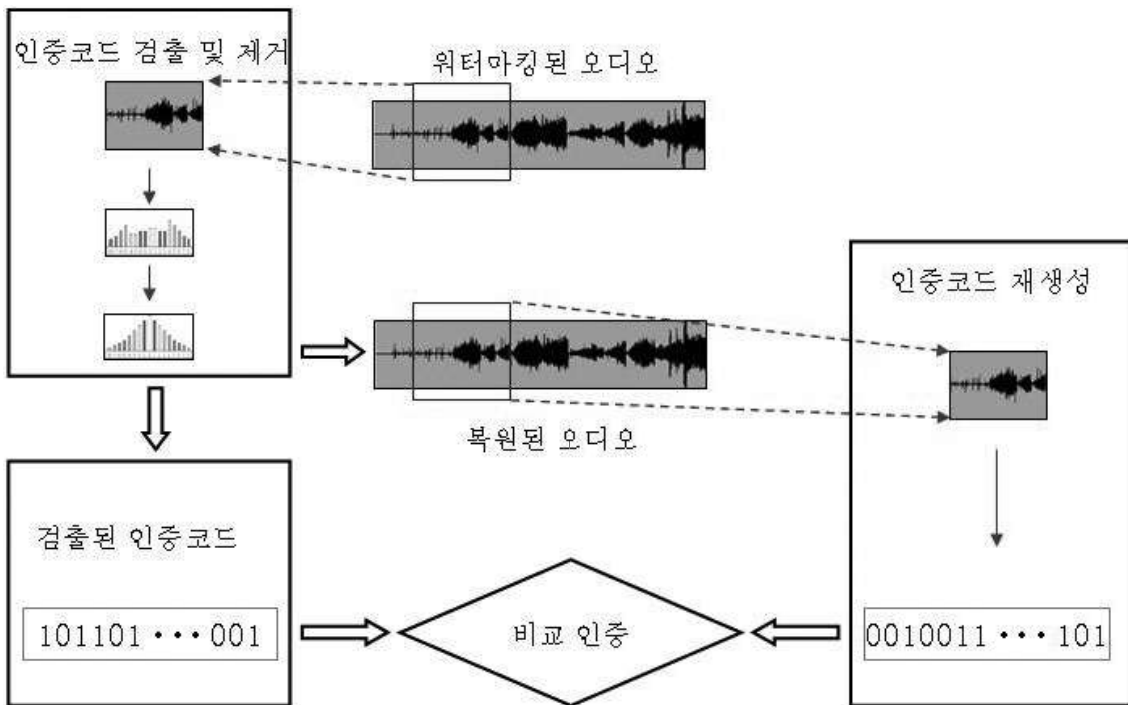 인증코드 검출 및 제거
워터마킹된 오디오
인증코드 재생성
복원된 오디오
검출된 인증코드
101101 ••• 001
비교 인증
0010011 ••• 101